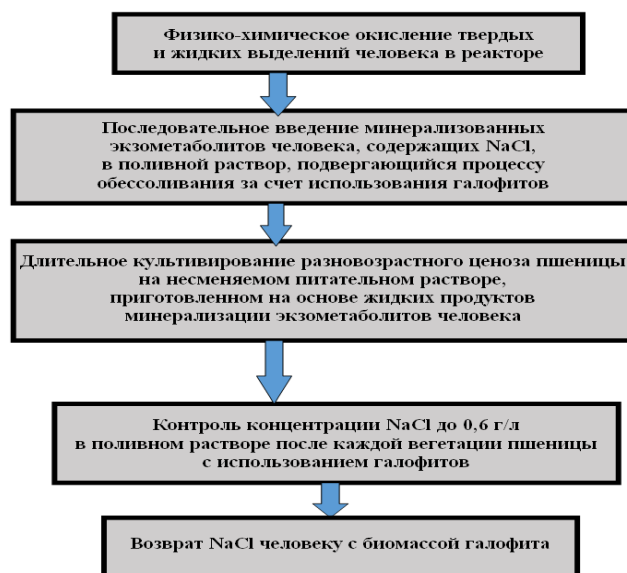 Физико-химическое окисление твердых
и жидких выделений человека в реакторе
Последовательное введение минерализованных
экзометаболитов человека, содержащих NaCl,
в поливной раствор, подвергающийся процессу
обессоливания за счет использования галофитов
Длительное культивирование разновозрастного ценоза пшеницы
на несменяемом питательном растворе,
приготовленном на основе жидких продуктов
минерализации экзометаболитов человека
Контроль концентрации NaCl до 0,6 г/л
в поливном растворе после каждой вегетации пшеницы
с использованием галофитов
Возврат NaCl человеку с биомассой галофита